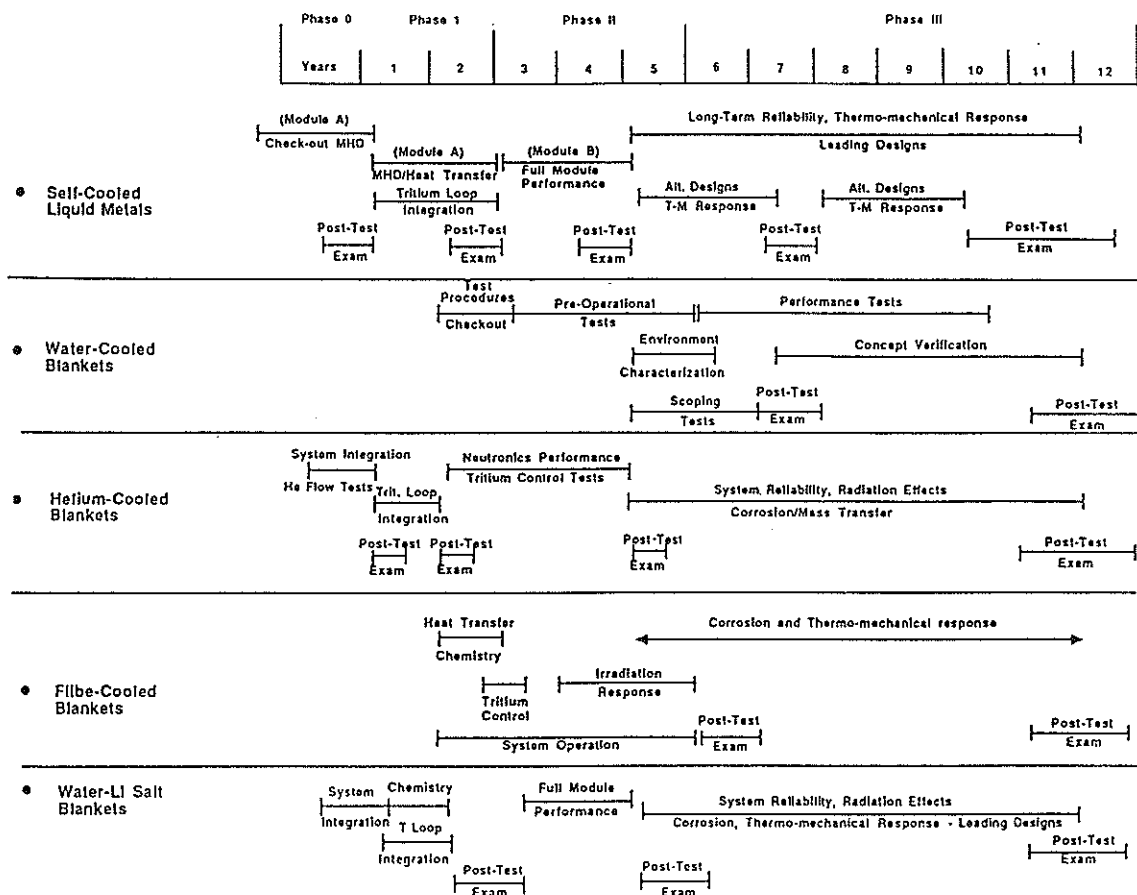 Phase 0 Phase 1 Phase II Phase III
Years 1 2 3 4 5 6 7 8 9 10 11 12
(Module A)
Check-out MHD
Long-Term Reliability, Thermo-mechanical Response
Leading Designs
(Module A)
MHD/Heat Transfer
(Module B)
Full Module
Performance
• Self-Cooled
Liquid Metals
Tritium Loop
Integration
Alt. Designs
T-M Response
Alt. Designs
T-M Response
Post-Test
Exam
Post-Test
Exam
Post-Test
Exam
Post-Test
Exam
Post-Test
Exam
Test
Procedures
Checkout
Pre-Operational
Tests
Performance Tests
• Water-Cooled
Blankets
Environment
Characterization
Concept Verification
Scoping
Tests
Post-Test
Exam
Post-Test
Exam
System Integration
He Flow Tests
Neutronics Performance
Tritium Control Tests
• Helium-Cooled
Blankets
Trit. Loop
Integration
System Reliability, Radiation Effects
Corrosion/Mass Transfer
Post-Test
Exam
Post-Test
Exam
Post-Test
Exam
Post-Test
Exam
Heat Transfer
Chemistry
Corrosion and Thermo-mechanical response
• Flibe-Cooled
Blankets
Tritium
Control
Irradiation
Response
System Operation
Post-Test
Exam
Post-Test
Exam
• Water-Li Salt
Blankets
System
Integration
Chemistry
Full Module
Performance
System Reliability, Radiation Effects
Corrosion, Thermo-mechanical Response - Leading Designs
T Loop
Integration
Post-Test
Exam
Post-Test
Exam
Post-Test
Exam